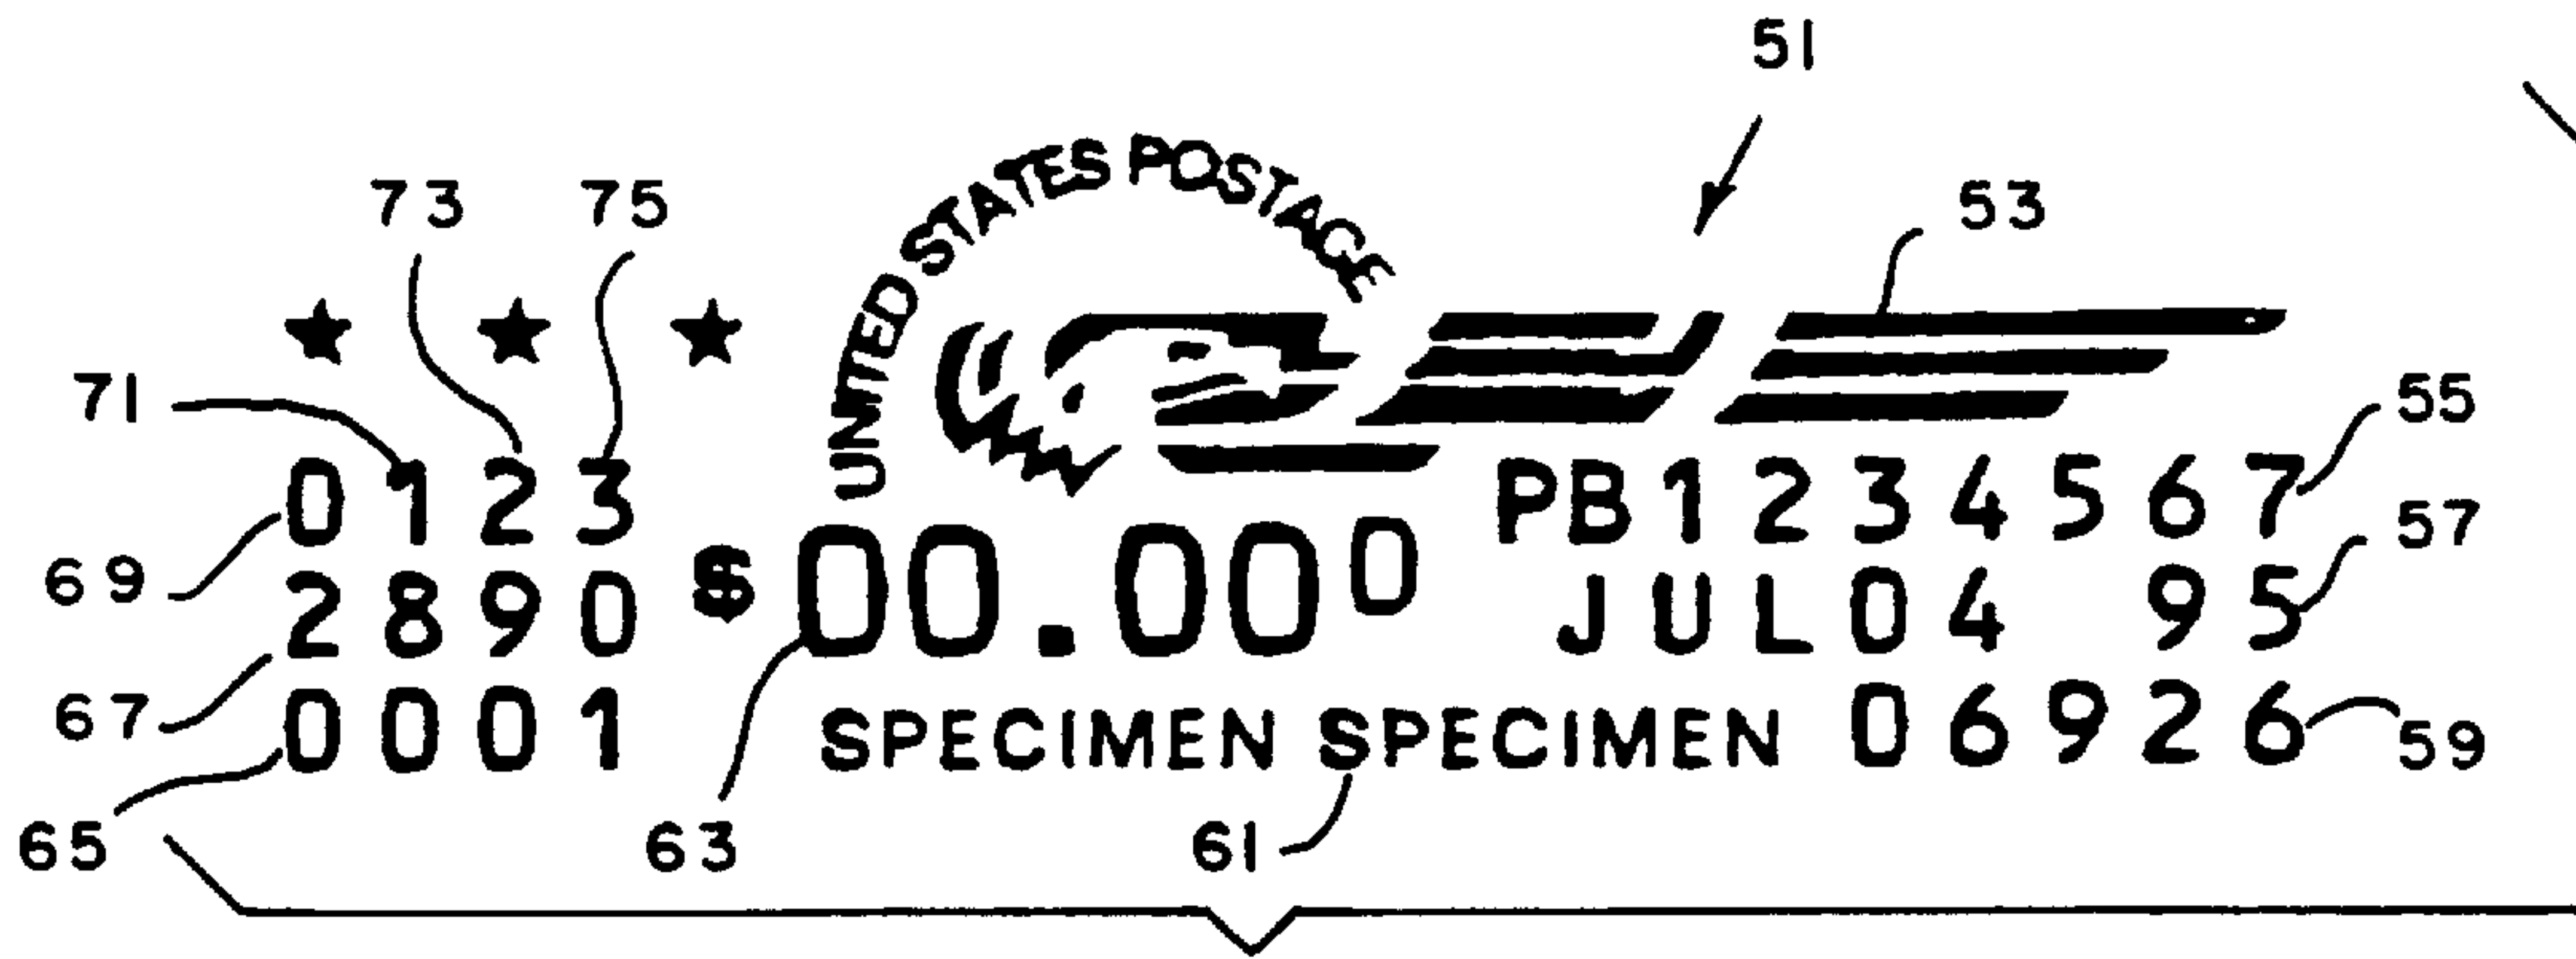 51
73 75 53
UNITED STATES POSTAGE
71
55
0123 PB1234567
57
69
2890 $00.000 JUL04 95
67
0001 SPECIMEN SPECIMEN 06926
59
65 63 61